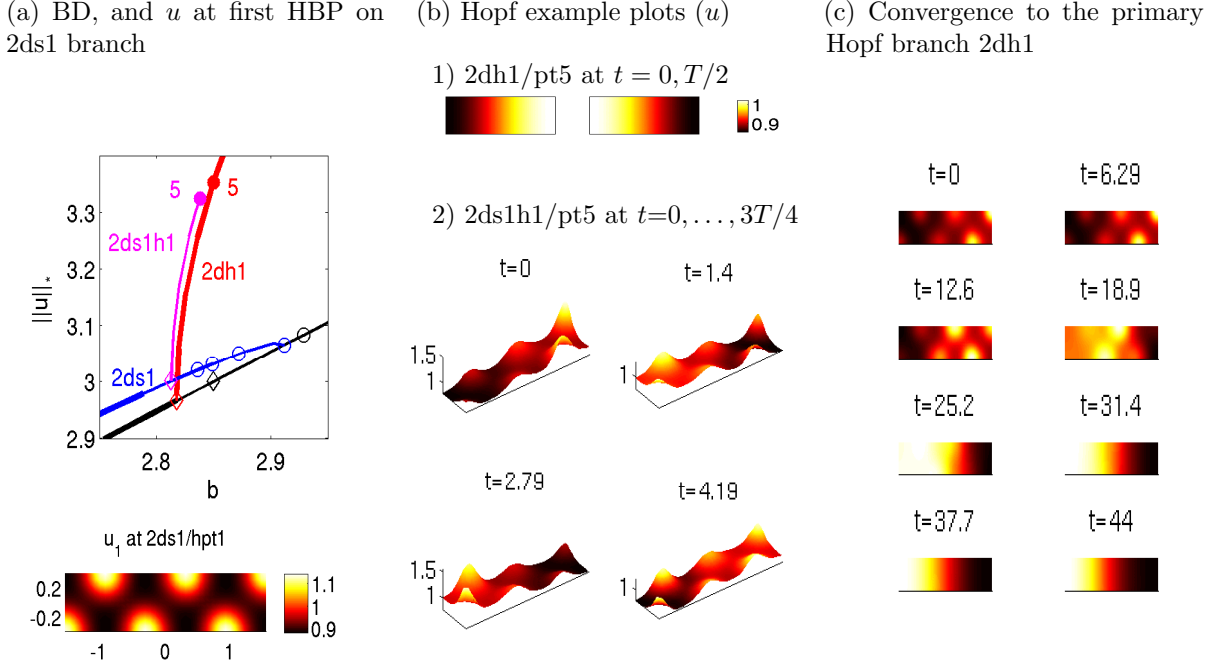 (a) BD, and u at first HBP on
2ds1 branch
3.3
3.2
3.1
3
2.9
2.8
2.9
||u||*
b
5
5
2ds1h1
2dh1
2ds1
u_1 at 2ds1/hpt1
0.2
-0.2
-1
0
1
1.1
1
0.9
(b) Hopf example plots (u)
1) 2dh1/pt5 at t = 0, T/2
1
0.9
2) 2ds1h1/pt5 at t=0, . . . , 3T/4
t=0
t=1.4
1.5
1
1
t=2.79
t=4.19
1.5
1
1
(c) Convergence to the primary
Hopf branch 2dh1
t=0
t=6.29
t=12.6
t=18.9
t=25.2
t=31.4
t=37.7
t=44